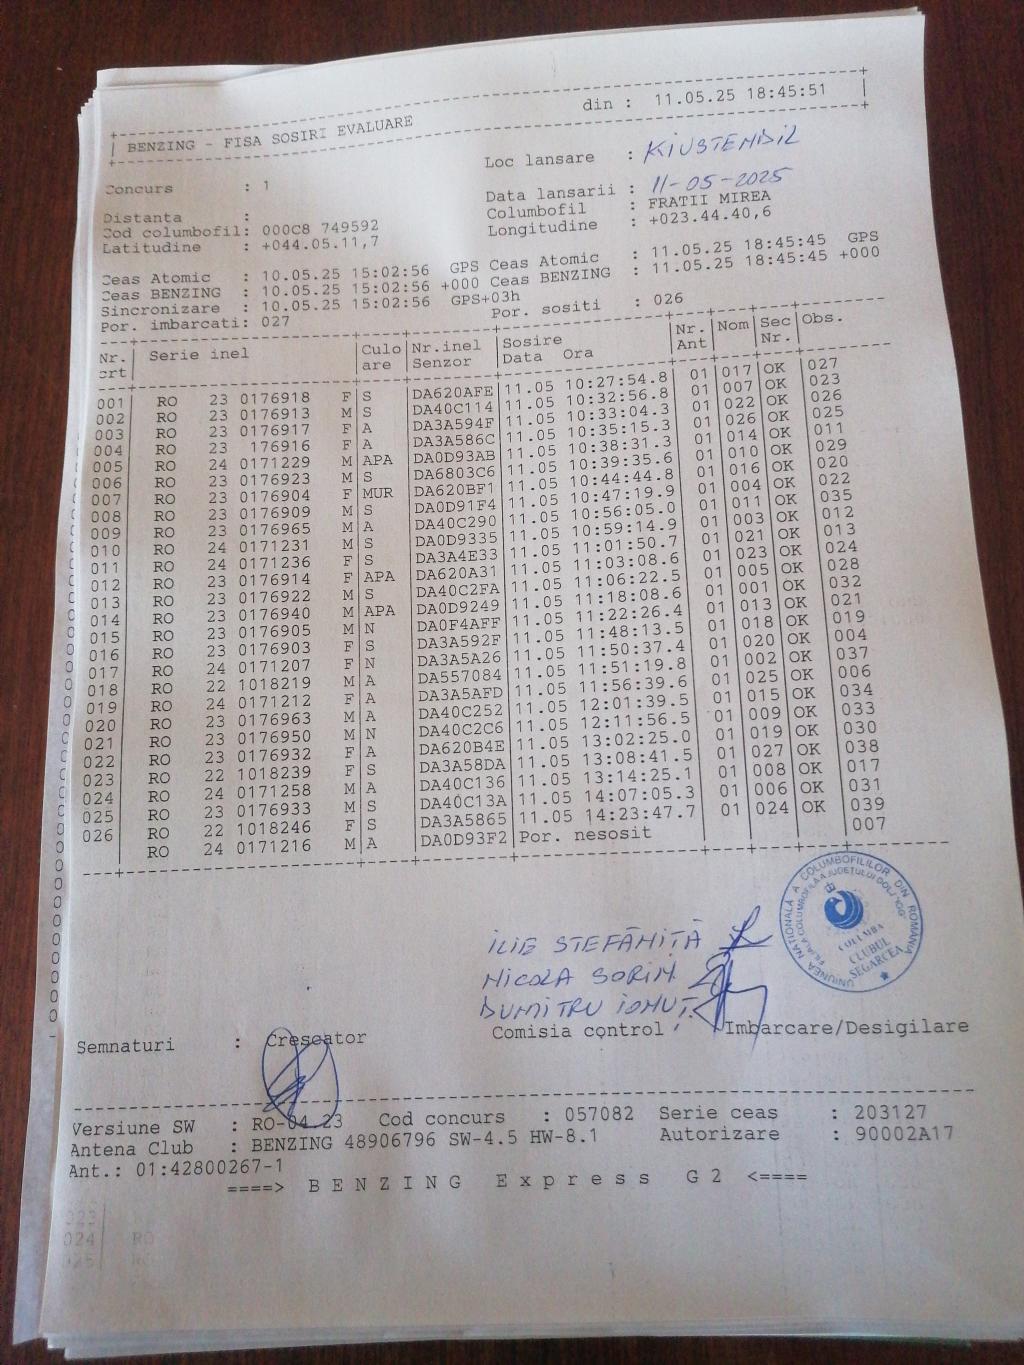 BENZING - FISA SOSIRI EVALUARE din : 11.05.25 18:45:51
Concurs : 1 Loc lansare : KIUSTENDIL
Data lansarii : 11-05-2025
Distanta : Columbofil : FRATII MIREA
Cod columbofil: 000C8 749592 Longitudine : +023.44.40,6
Latitudine : +044.05.11,7
Ceas Atomic : 10.05.25 15:02:56 GPS Ceas Atomic : 11.05.25 18:45:45 GPS
Ceas BENZING : 10.05.25 15:02:56 +000 Ceas BENZING : 11.05.25 18:45:45 +000
Sincronizare : 10.05.25 15:02:56 GPS+03h
Por. imbarcati: 027 Por. sositi : 026
Nr. Serie inel Culo Nr.inel Sosire Nr. Nom Sec Obs.
crt are Senzor Data Ora Ant Nr.
001 RO 23 0176918 F S DA620AFE 11.05 10:27:54.8 01 017 OK 027
002 RO 23 0176913 M S DA40C114 11.05 10:32:56.8 01 007 OK 023
003 RO 23 0176917 F A DA3A594F 11.05 10:33:04.3 01 022 OK 026
004 RO 23 176916 F A DA3A586C 11.05 10:35:15.3 01 026 OK 025
005 RO 24 0171229 M APA DA0D93AB 11.05 10:38:31.3 01 014 OK 011
006 RO 23 0176923 M S DA6803C6 11.05 10:39:35.6 01 010 OK 029
007 RO 23 0176904 F MUR DA620BF1 11.05 10:44:44.8 01 016 OK 020
008 RO 23 0176909 M S DA0D91F4 11.05 10:47:19.9 01 004 OK 022
009 RO 23 0176965 M A DA40C290 11.05 10:56:05.0 01 011 OK 035
010 RO 24 0171231 M S DA0D9335 11.05 10:59:14.9 01 003 OK 012
011 RO 24 0171236 F S DA3A4E33 11.05 11:01:50.7 01 021 OK 013
012 RO 23 0176914 F APA DA620A31 11.05 11:03:08.6 01 023 OK 024
013 RO 23 0176922 M S DA40C2FA 11.05 11:06:22.5 01 005 OK 028
014 RO 23 0176940 M APA DA0D9249 11.05 11:18:08.6 01 001 OK 032
015 RO 23 0176905 M N DA0F4AFF 11.05 11:22:26.4 01 013 OK 021
016 RO 23 0176903 F S DA3A592F 11.05 11:48:13.5 01 018 OK 019
017 RO 24 0171207 F N DA3A5A26 11.05 11:50:37.4 01 020 OK 004
018 RO 22 1018219 M A DA557084 11.05 11:51:19.8 01 002 OK 037
019 RO 24 0171212 F A DA3A5AFD 11.05 11:56:39.6 01 025 OK 006
020 RO 23 0176963 M A DA40C252 11.05 12:01:39.5 01 015 OK 034
021 RO 23 0176950 M N DA40C2C6 11.05 12:11:56.5 01 009 OK 033
022 RO 23 0176932 F A DA620B4E 11.05 13:02:25.0 01 019 OK 030
023 RO 22 1018239 F S DA3A58DA 11.05 13:08:41.5 01 027 OK 038
024 RO 24 0171258 M A DA40C136 11.05 13:14:25.1 01 008 OK 017
025 RO 23 0176933 M S DA40C13A 11.05 14:07:05.3 01 006 OK 031
026 RO 22 1018246 F S DA3A5865 11.05 14:23:47.7 01 024 OK 039
RO 24 0171216 M A DA0D93F2 Por. nesosit 007
UNIUNEA NAȚIONALĂ A COLUMBOFILILOR DIN ROMÂNIA
COLUMBA
CLUBUL
SEGARCEA
ILIE ȘTEFĂNIȚĂ
NICOLA SORIN
DUMITRU IONUȚ
Semnaturi : Crescator Comisia control Imbarcare/Desigilare
Versiune SW : RO-04.23 Cod concurs : 057082 Serie ceas : 203127
Antena Club : BENZING 48906796 SW-4.5 HW-8.1 Autorizare : 90002A17
Ant.: 01:42800267-1
====> BENZING Express G2 <====